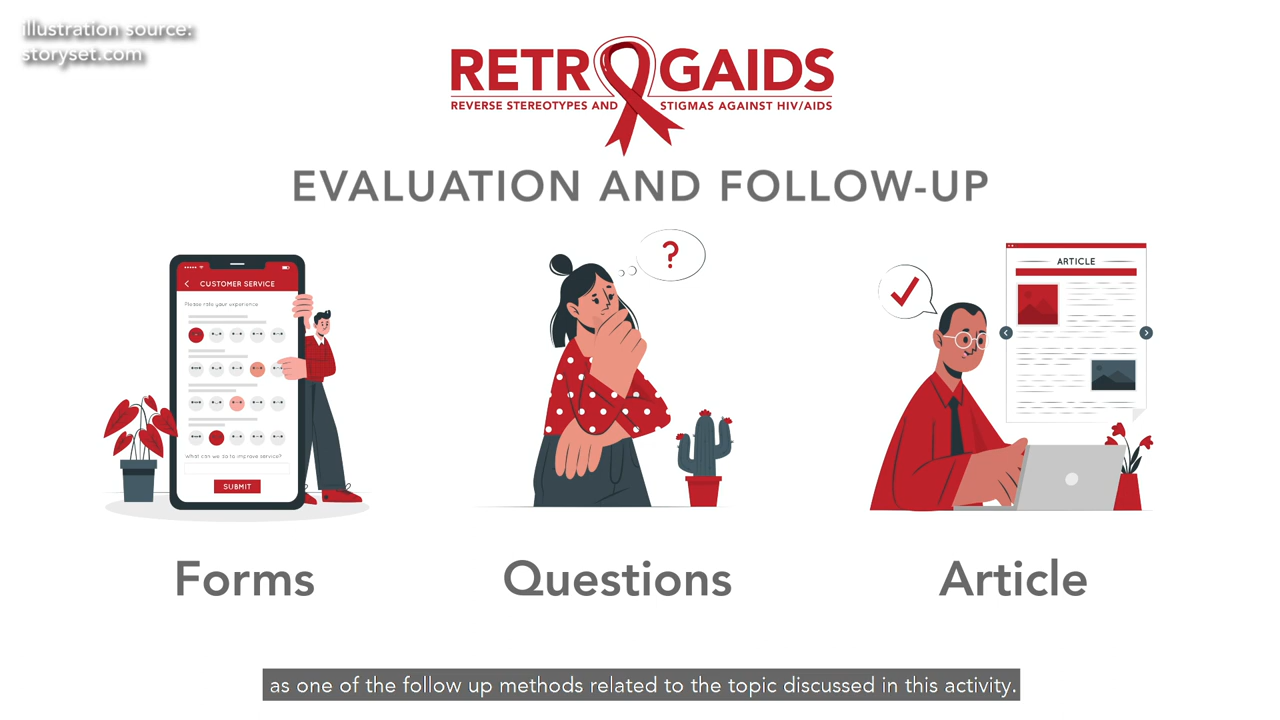 illustration source:
storyset.com
RETROGAIDS
REVERSE STEREOTYPES AND STIGMAS AGAINST HIV/AIDS
EVALUATION AND FOLLOW-UP
CUSTOMER SERVICE
Please rate your experience
What can we do to improve service?
SUBMIT
?
ARTICLE
Forms
Questions
Article
as one of the follow up methods related to the topic discussed in this activity.